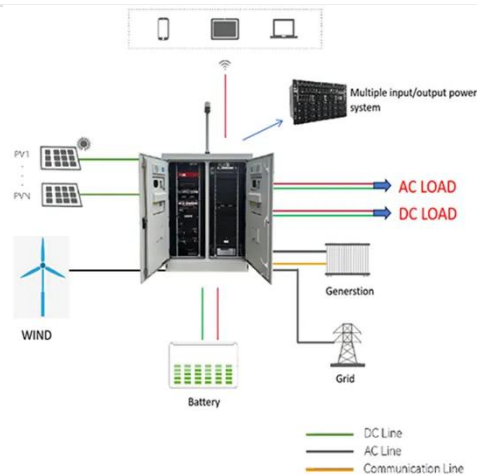 Multiple input/output power
system
PV1
PVN
AC LOAD
DC LOAD
Generstion
WIND
Grid
Battery
DC Line
AC Line
Communication Line